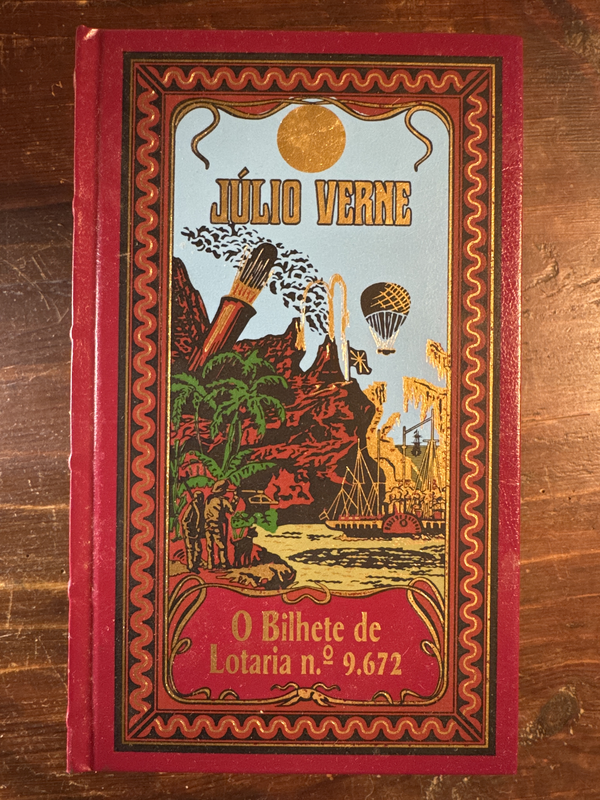 JÚLIO VERNE
O Bilhete de
Lotaria n.º 9.672